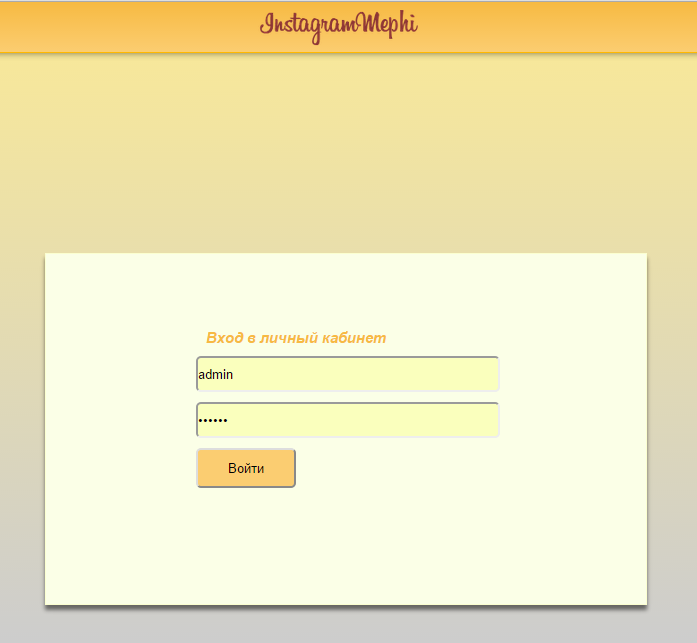 InstagramMephi
Вход в личный кабинет
admin
••••••
Войти